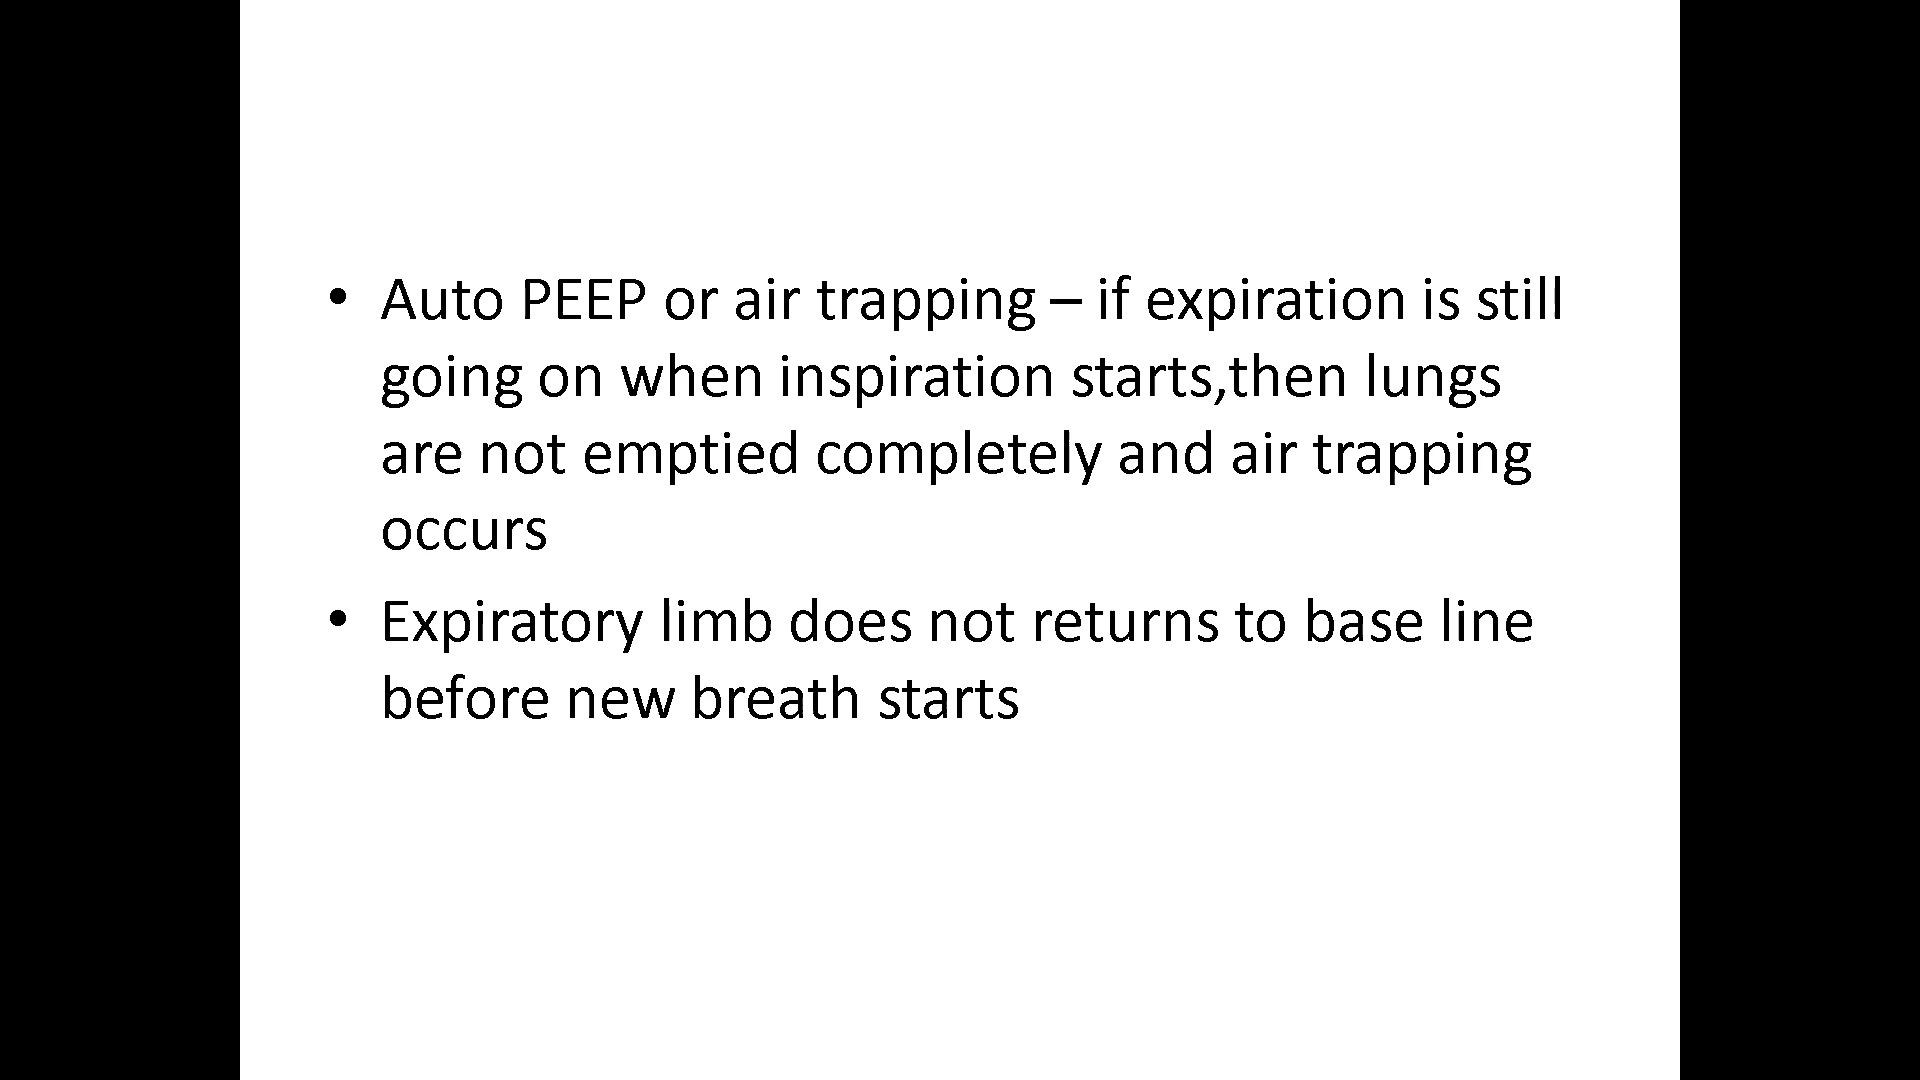 • Auto PEEP or air trapping – if expiration is still
going on when inspiration starts,then lungs
are not emptied completely and air trapping
occurs
• Expiratory limb does not returns to base line
before new breath starts